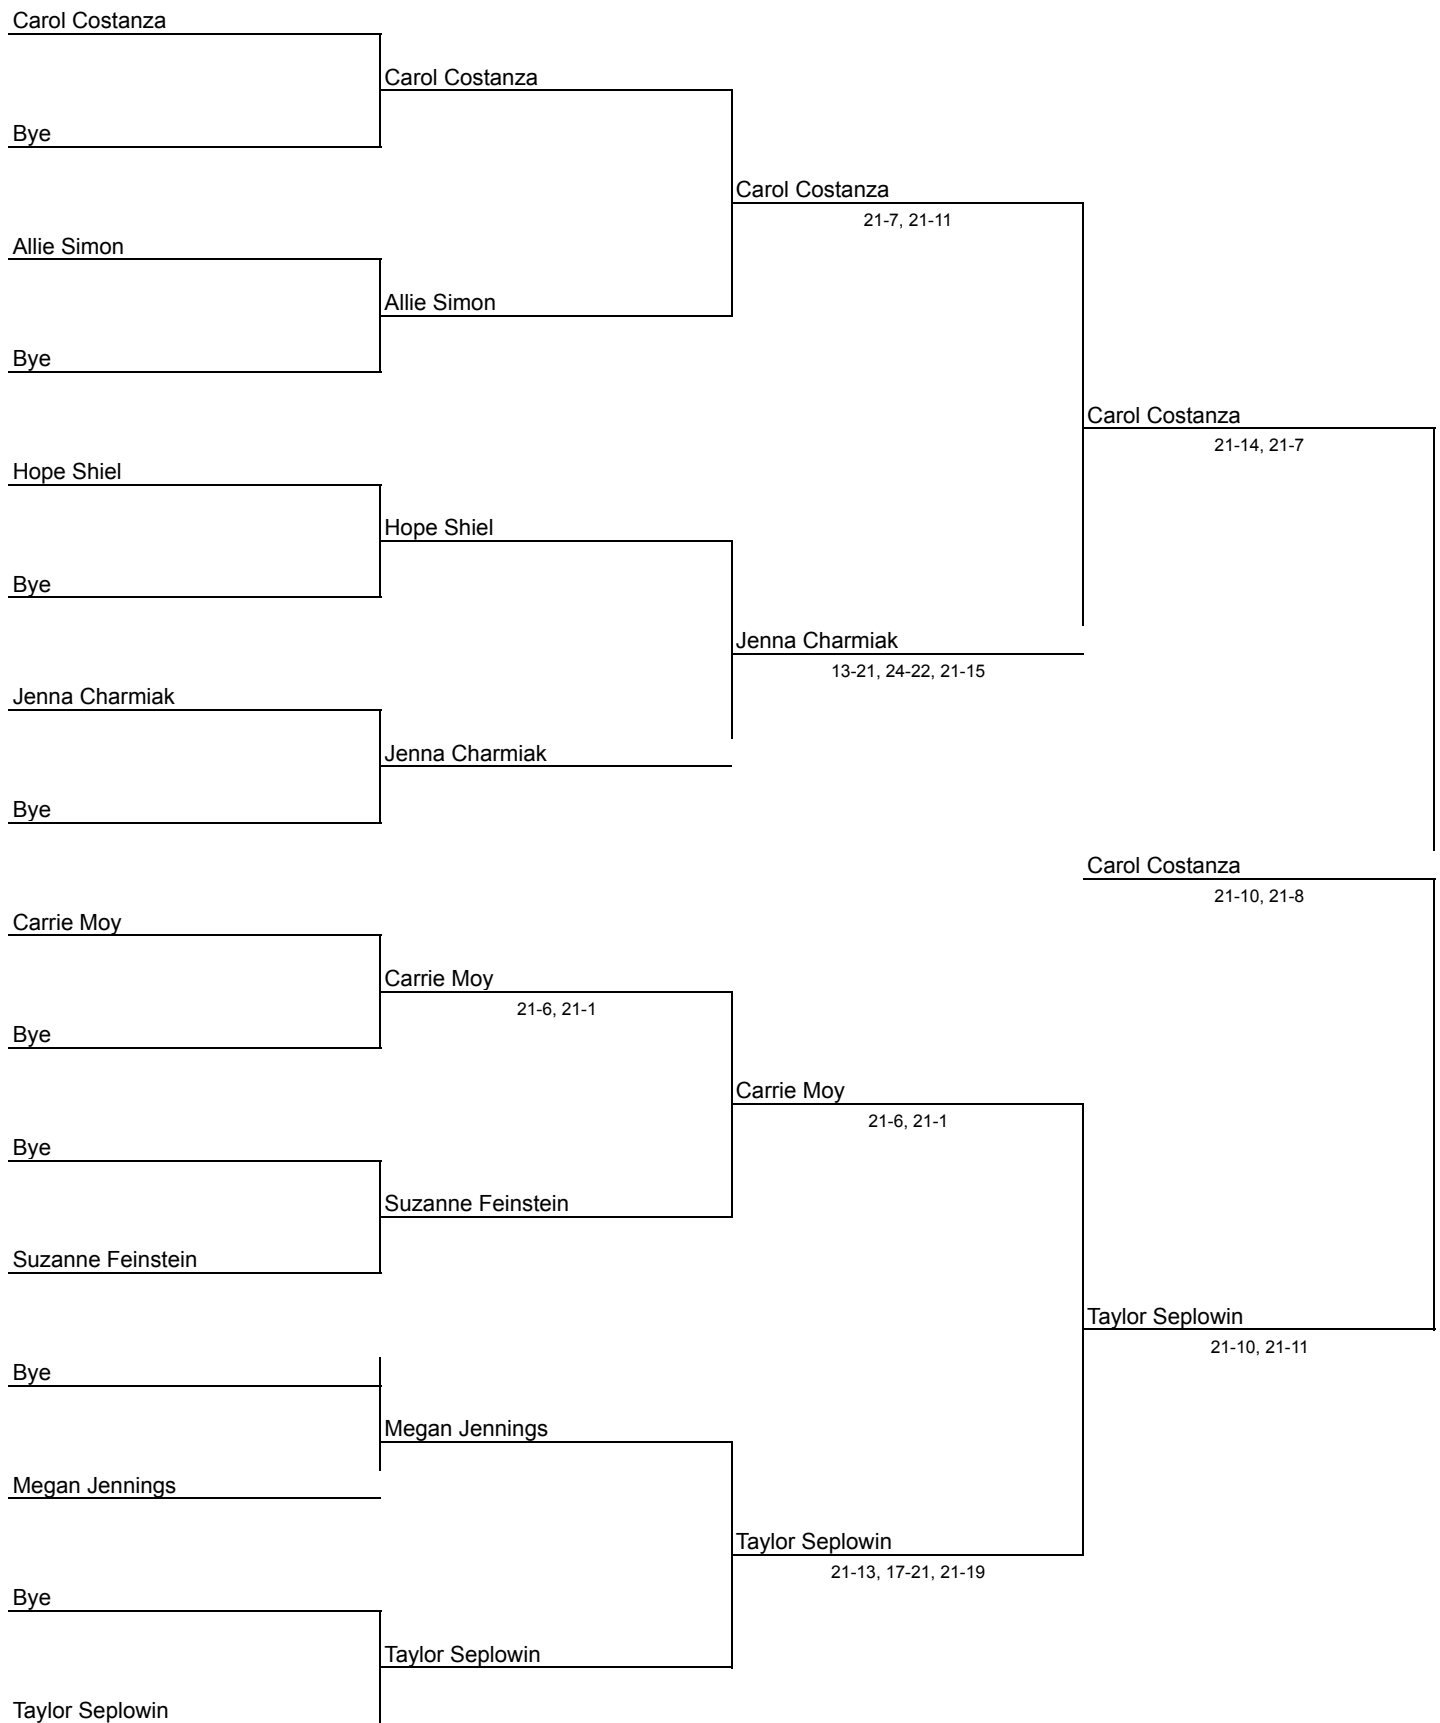 Carol Costanza
Carol Costanza
Bye
Carol Costanza
21-7, 21-11
Allie Simon
Allie Simon
Bye
Carol Costanza
21-14, 21-7
Hope Shiel
Hope Shiel
Bye
Jenna Charmiak
13-21, 24-22, 21-15
Jenna Charmiak
Jenna Charmiak
Bye
Carol Costanza
21-10, 21-8
Carrie Moy
Carrie Moy
21-6, 21-1
Bye
Carrie Moy
21-6, 21-1
Bye
Suzanne Feinstein
Suzanne Feinstein
Taylor Seplowin
21-10, 21-11
Bye
Megan Jennings
Megan Jennings
Taylor Seplowin
21-13, 17-21, 21-19
Bye
Taylor Seplowin
Taylor Seplowin